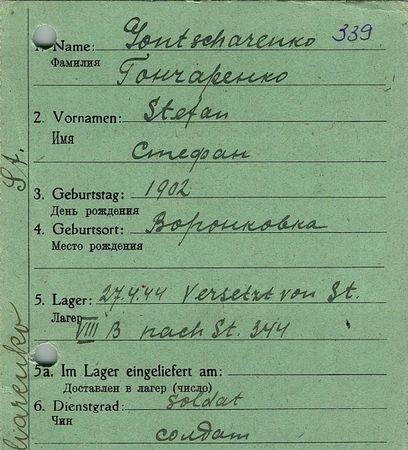 1. Name: Gontscharenko 339
Фамилия
Гончаренко
2. Vornamen: Stefan
Имя
Стефан
3. Geburtstag: 1902
День рождения
4. Geburtsort: Воронковка
Место рождения
5. Lager: 27.4.44 Versetzt von St.
Лагерь
VIII B nach St. 344
5a. Im Lager eingeliefert am:
Доставлен в лагерь (число)
6. Dienstgrad: Soldat
Чин
солдат
St.